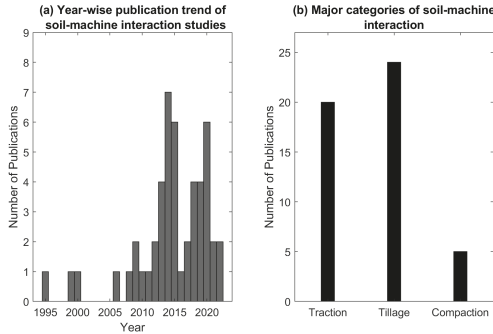 (a) Year-wise publication trend of
soil-machine interaction studies
9
8
7
6
5
4
3
2
1
0
Number of Publications
1995 2000 2005 2010 2015 2020
Year
(b) Major categories of soil-machine
interaction
25
20
15
10
5
0
Number of Publications
Traction Tillage Compaction